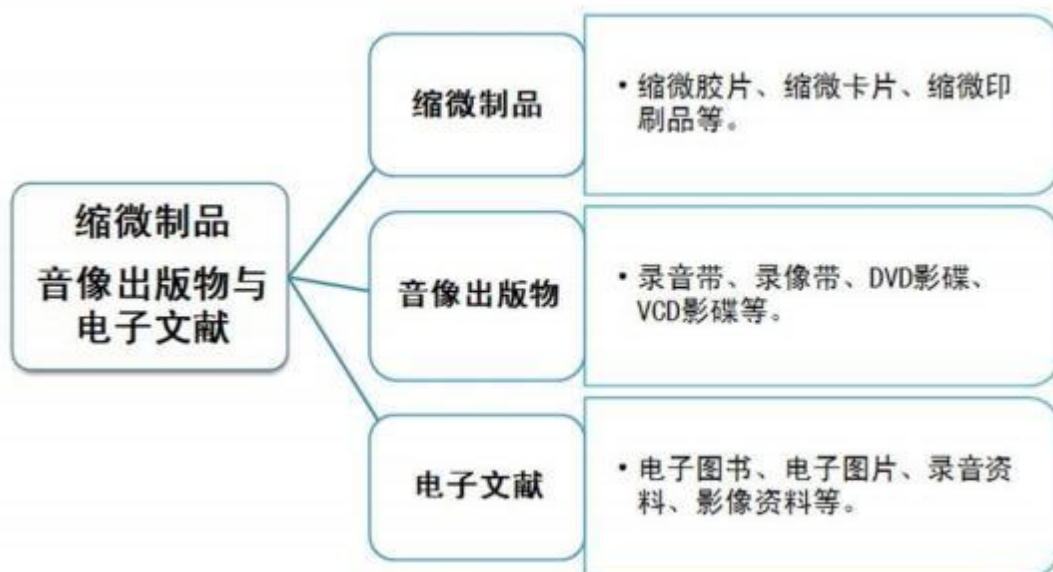 缩微制品
音像出版物与
电子文献
缩微制品
• 缩微胶片、缩微卡片、缩微印
刷品等。
音像出版物
• 录音带、录像带、DVD影碟、
VCD影碟等。
电子文献
• 电子图书、电子图片、录音资
料、影像资料等。